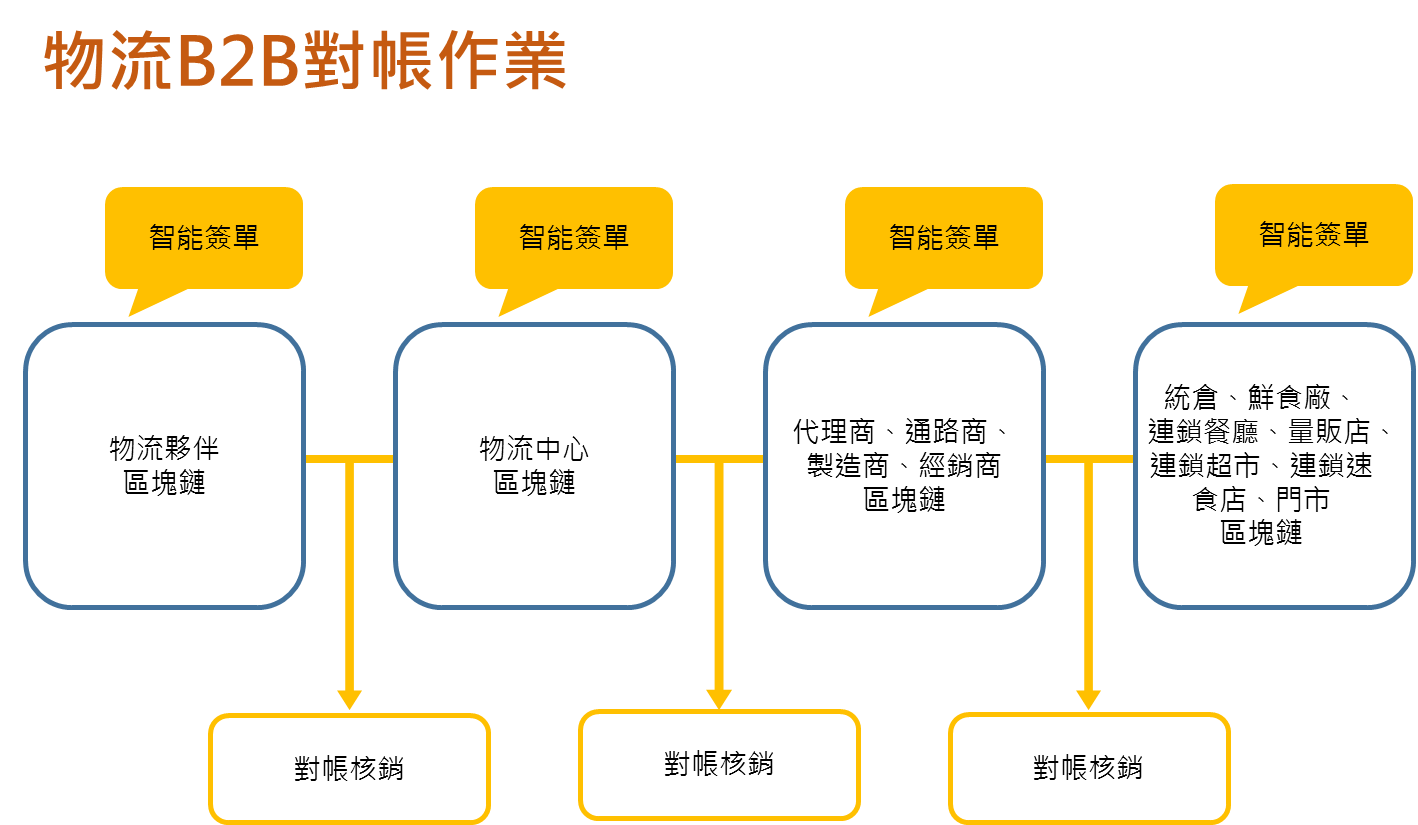 物流B2B對帳作業
智能簽單
智能簽單
智能簽單
智能簽單
物流夥伴
區塊鏈
物流中心
區塊鏈
代理商、通路商、
製造商、經銷商
區塊鏈
統倉、鮮食廠、
連鎖餐廳、量販店、
連鎖超市、連鎖速
食店、門市
區塊鏈
對帳核銷
對帳核銷
對帳核銷